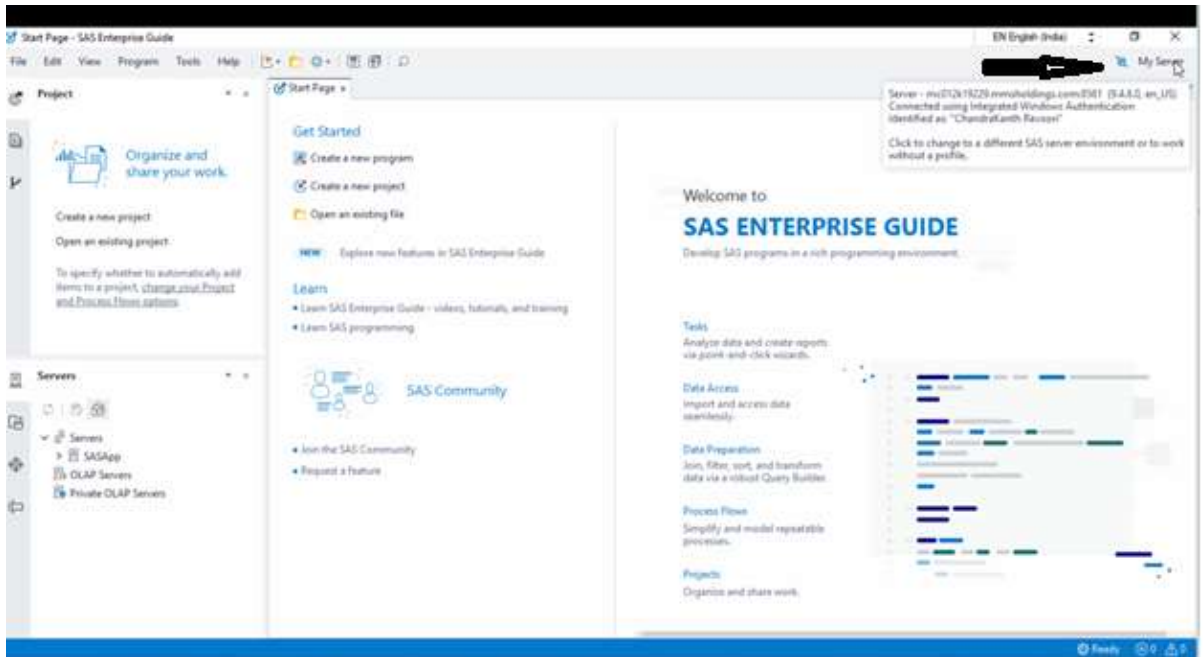 Start Page - SAS Enterprise Guide
EN English (India)
File Edit View Program Tools Help
My Server
Project
Start Page
Server -
Connected using Integrated Windows Authentication
Identified as:
Click to change to a different SAS server environment or to work
without a profile.
Organize and
share your work.
Create a new project
Open an existing project
To specify whether to automatically add
items to a project, change your Project
and Process Flows options.
Get Started
Create a new program
Create a new project
Open an existing file
NEW Explore new features in SAS Enterprise Guide
Learn
Learn SAS Enterprise Guide - videos, tutorials, and training
Learn SAS programming
SAS Community
Join the SAS Community
Request a feature
Servers
Servers
SASApp
OLAP Servers
Private OLAP Servers
Welcome to
SAS ENTERPRISE GUIDE
Develop SAS programs in a rich programming environment.
Tasks
Analyze data and create reports
via point-and-click wizards.
Data Access
Import and access data
seamlessly.
Data Preparation
Join, filter, sort, and transform
data via a robust Query Builder.
Process Flows
Simplify and model repeatable
processes.
Projects
Organize and share work.
Ready 0 0